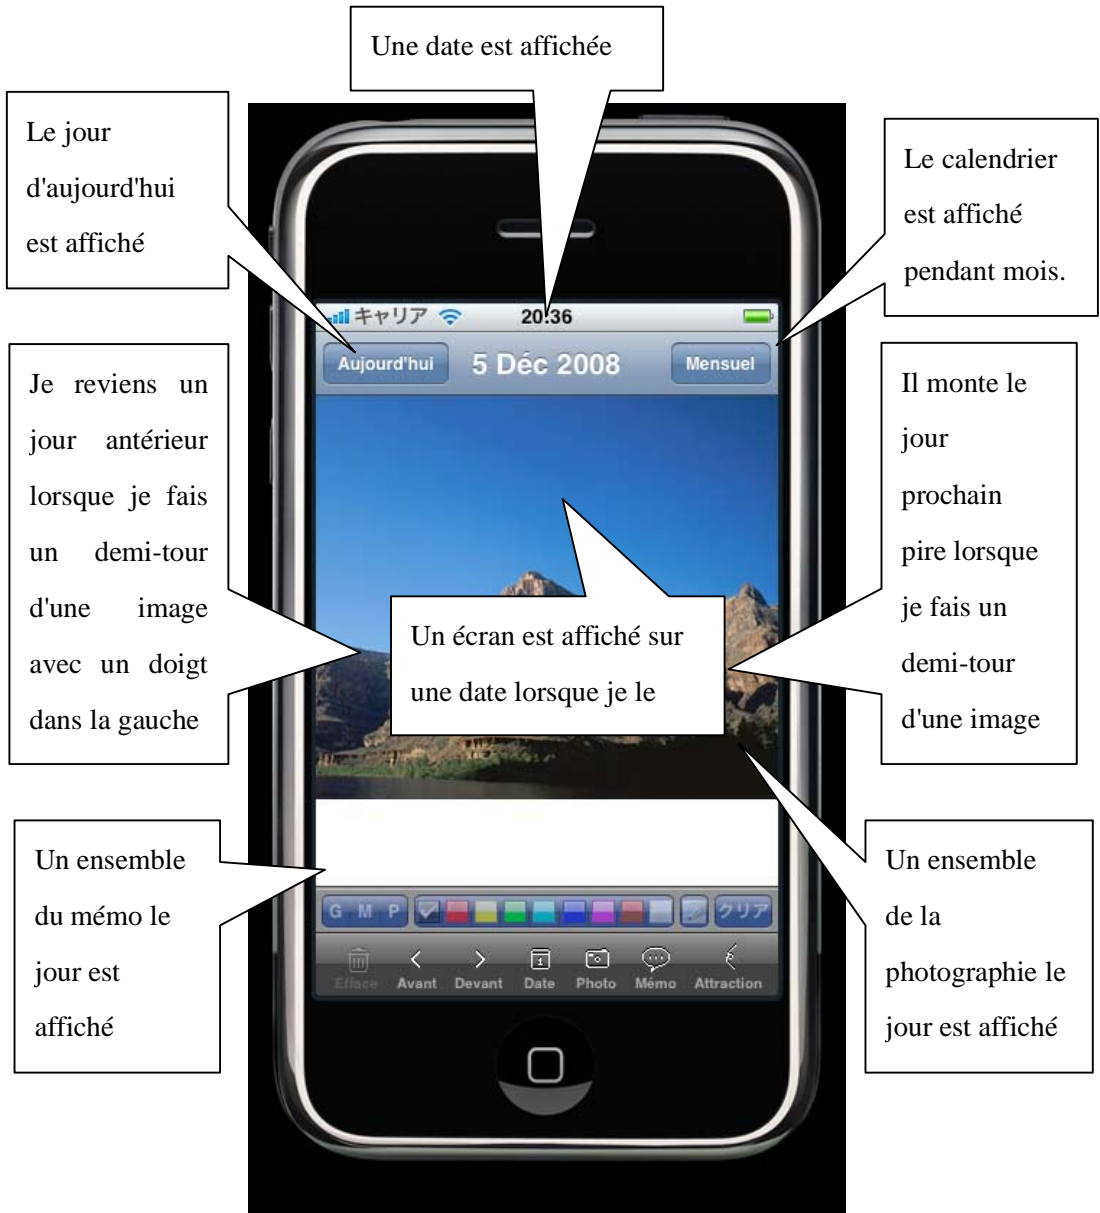 Une date est affichée
Le jour
d'aujourd'hui
est affiché
Le calendrier
est affiché
pendant mois.
キャリア
20:36
Aujourd'hui
5 Déc 2008
Mensuel
Je reviens un
jour antérieur
lorsque je fais
un demi-tour
d'une image
avec un doigt
dans la gauche
Il monte le
jour
prochain
pire lorsque
je fais un
demi-tour
d'une image
Un écran est affiché sur
une date lorsque je le
Un ensemble
du mémo le
jour est
affiché
Un ensemble
de la
photographie le
jour est affiché
G M P
クリア
Efface Avant Devant Date Photo Mémo Attraction